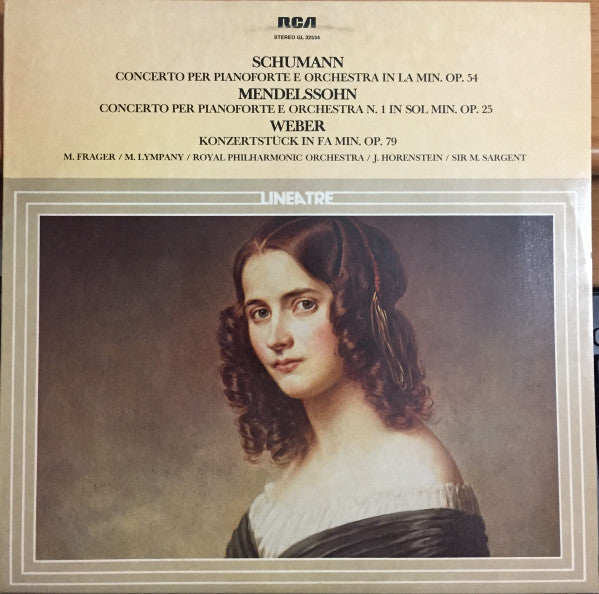 RCA
STEREO GL 32534
SCHUMANN
CONCERTO PER PIANOFORTE E ORCHESTRA IN LA MIN. OP. 54
MENDELSSOHN
CONCERTO PER PIANOFORTE E ORCHESTRA N. 1 IN SOL MIN. OP. 25
WEBER
KONZERTSTÜCK IN FA MIN. OP. 79
M. FRAGER / M. LYMPANY / ROYAL PHILHARMONIC ORCHESTRA / J. HORENSTEIN / SIR M. SARGENT
LINEATRE